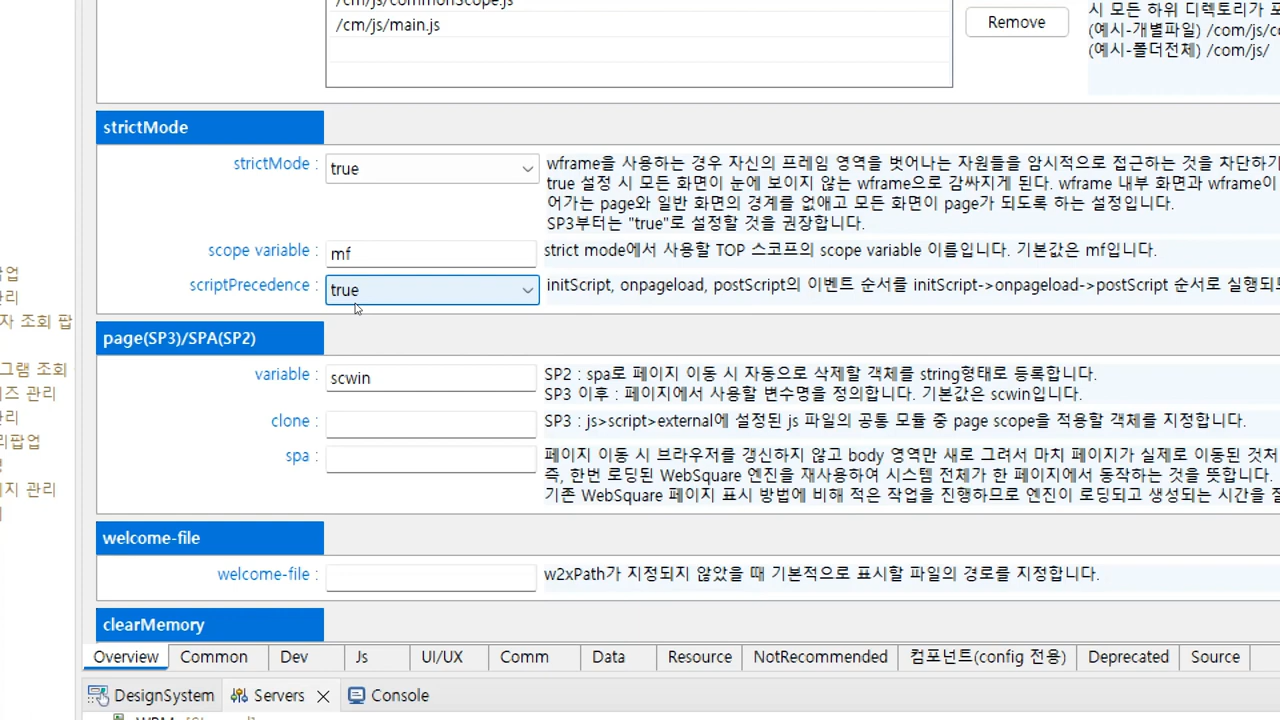 /cm/js/commonScope.js
/cm/js/main.js
Remove
시 모든 하위 디렉토리가
(예시-개별파일) /com/js/
(예시-폴더전체) /com/js/
strictMode
strictMode :
true
wframe을 사용하는 경우 자신의 프레임 영역을 벗어나는 자원들을 암시적으로 접근하는 것을
true 설정 시 모든 화면이 눈에 보이지 않는 wframe으로 감싸지게 된다. wframe 내부 화면과 wframe이
어가는 page와 일반 화면의 경계를 없애고 모든 화면이 page가 되도록 하는 설정입니다.
SP3부터는 "true"로 설정할 것을 권장합니다.
scope variable :
mf
strict mode에서 사용할 TOP 스코프의 scope variable 이름입니다. 기본값은 mf입니다.
scriptPrecedence :
true
initScript, onpageload, postScript의 이벤트 순서를 initScript->onpageload->postScript 순서로
page(SP3)/SPA(SP2)
variable :
scwin
SP2 : spa로 페이지 이동 시 자동으로 삭제할 객체를 string형태로 등록합니다.
SP3 이후 : 페이지에서 사용할 변수명을 정의합니다. 기본값은 scwin입니다.
clone :
SP3 : js>script>external에 설정된 js 파일의 공통 모듈 중 page scope을 적용할 객체를 지정합니다.
spa :
페이지 이동 시 브라우저를 갱신하지 않고 body 영역만 새로 그려서 마치 페이지가 실제로 이동된 것처
즉, 한번 로딩된 WebSquare 엔진을 재사용하여 시스템 전체가 한 페이지에서 동작하는 것을 뜻합니다.
기존 WebSquare 페이지 표시 방법에 비해 적은 작업을 진행하므로 엔진이 로딩되고 생성되는 시간을
welcome-file
welcome-file :
w2xPath가 지정되지 않았을 때 기본적으로 표시할 파일의 경로를 지정합니다.
clearMemory
업
관리
자 조회 팝
그램 조회
즈 관리
관리
리팝업
지 관리
Overview
Common
Dev
Js
UI/UX
Comm
Data
Resource
NotRecommended
컴포넌트(config 전용)
Deprecated
Source
DesignSystem
Servers
Console